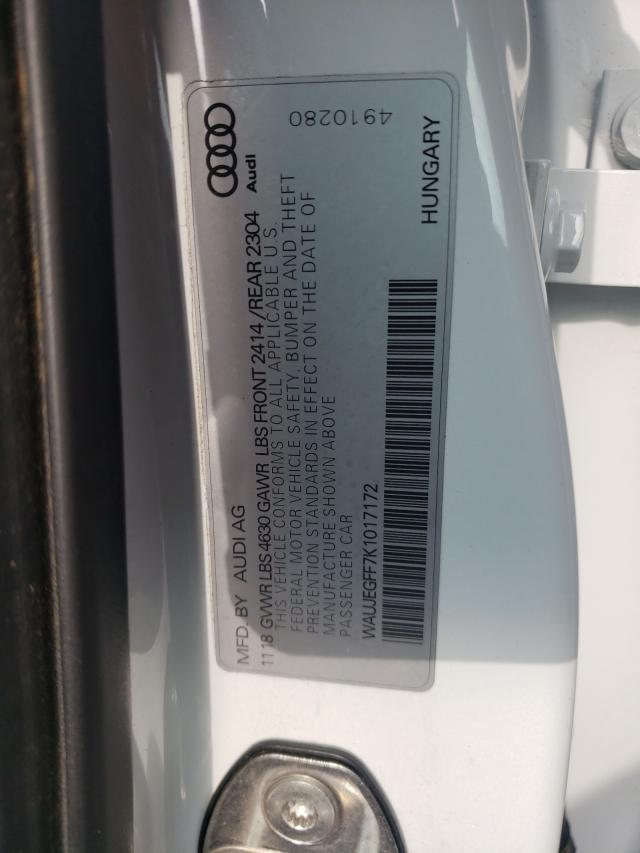 MFD. BY AUDI AG
Audi
11 18 GVWR LBS 4630 GAWR LBS FRONT 2414/REAR 2304
THIS VEHICLE CONFORMS TO ALL APPLICABLE U.S.
FEDERAL MOTOR VEHICLE SAFETY, BUMPER AND THEFT
PREVENTION STANDARDS IN EFFECT ON THE DATE OF
MANUFACTURE SHOWN ABOVE
PASSENGER CAR
4910280
WAUJEGFF7K1017172
HUNGARY